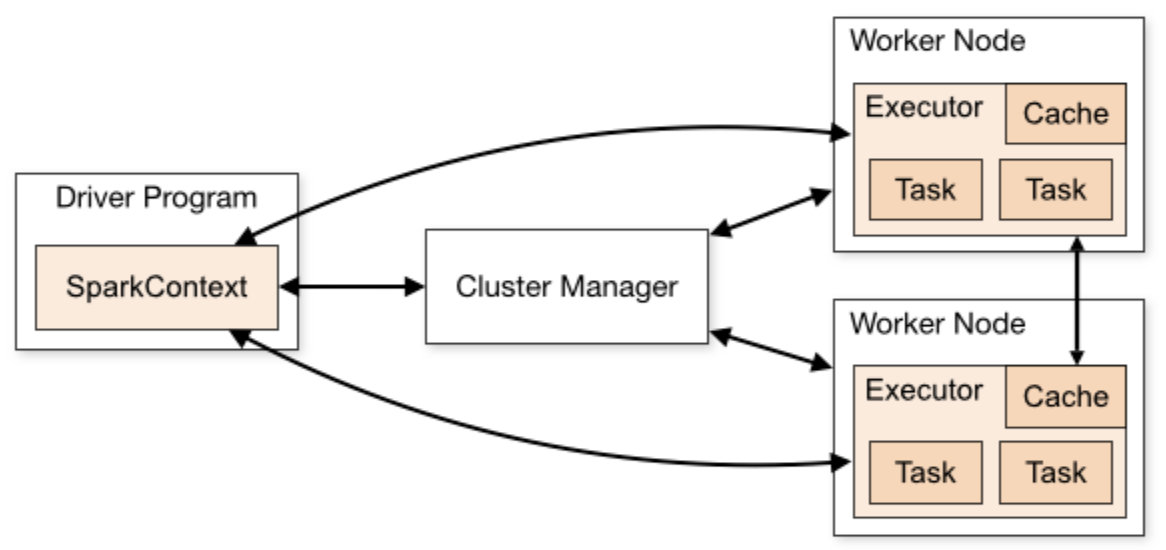 Driver Program
SparkContext
Cluster Manager
Worker Node
Executor
Cache
Task
Task
Worker Node
Executor
Cache
Task
Task